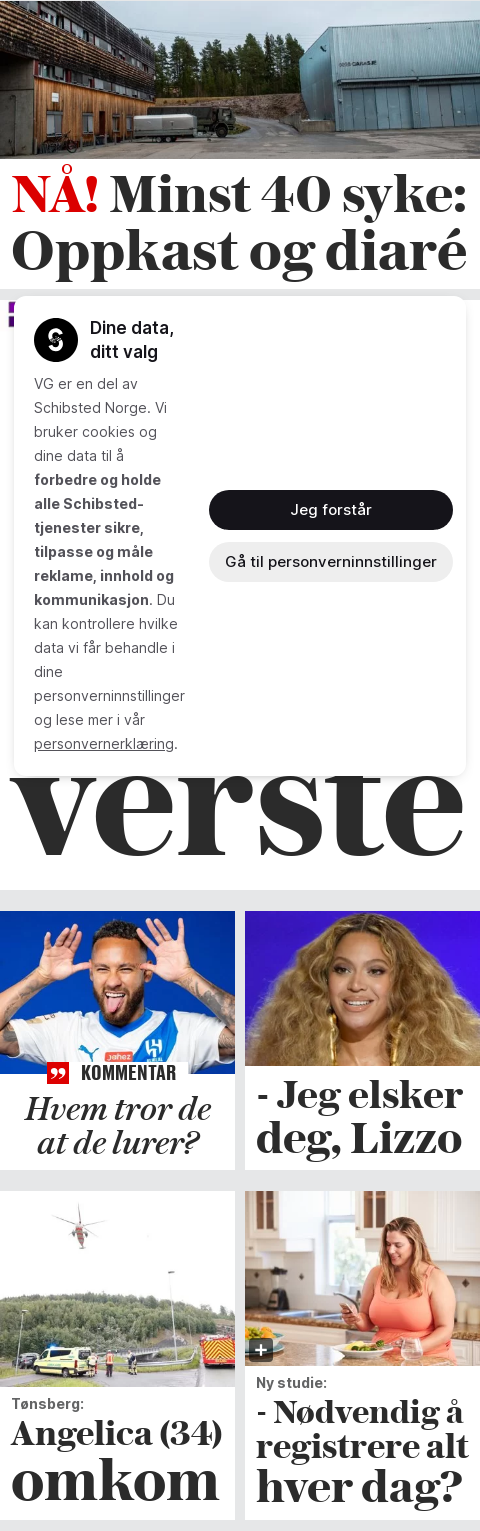 NÅ! Minst 40 syke:
Oppkast og diaré
Dine data,
ditt valg
VG er en del av
Schibsted Norge. Vi
bruker cookies og
dine data til å
forbedre og holde
alle Schibsted-
tjenester sikre,
tilpasse og måle
reklame, innhold og
kommunikasjon. Du
kan kontrollere hvilke
data vi får behandle i
dine
personverninnstillinger
og lese mer i vår
personvernerklæring.
Jeg forstår
Gå til personverninnstillinger
verste
KOMMENTAR
Hvem tror de
at de lurer?
- Jeg elsker
deg, Lizzo
Tønsberg:
Angelica (34)
omkom
Ny studie:
- Nødvendig å
registrere alt
hver dag?